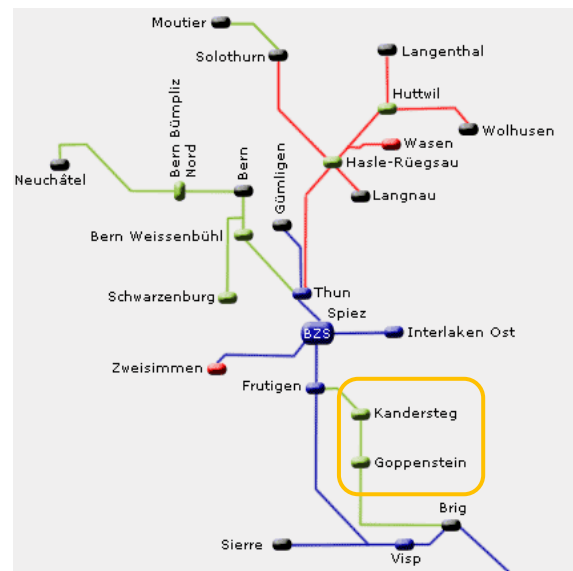 Moutier
Solothurn
Langenthal
Huttwil
Wolhusen
Wasen
Hasle-Rüegsau
Langnau
Bern Bümpliz
Nord
Bern
Gümligen
Neuchâtel
Bern Weissenbühl
Schwarzenburg
Thun
Spiez
BZS
Interlaken Ost
Zweisimmen
Frutigen
Kandersteg
Goppenstein
Brig
Sierre
Visp